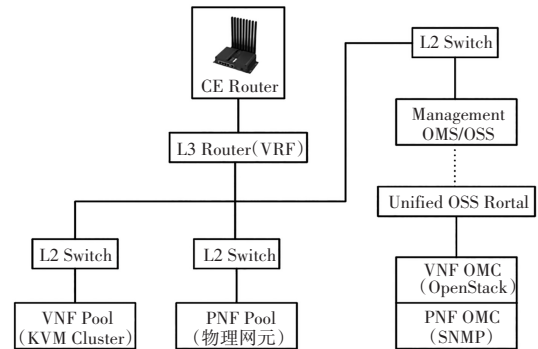 CE Router
L3 Router(VRF)
L2 Switch
VNF Pool
(KVM Cluster)
L2 Switch
PNF Pool
(物理网元)
L2 Switch
Management
OMS/OSS
Unified OSS Rortal
VNF OMC
(OpenStack)
PNF OMC
(SNMP)